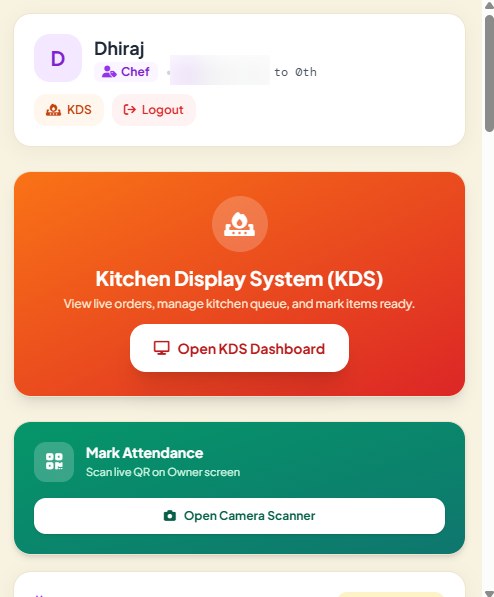 D
Dhiraj
Chef
to 0th
KDS
Logout
Kitchen Display System (KDS)
View live orders, manage kitchen queue, and mark items ready.
Open KDS Dashboard
Mark Attendance
Scan live QR on Owner screen
Open Camera Scanner